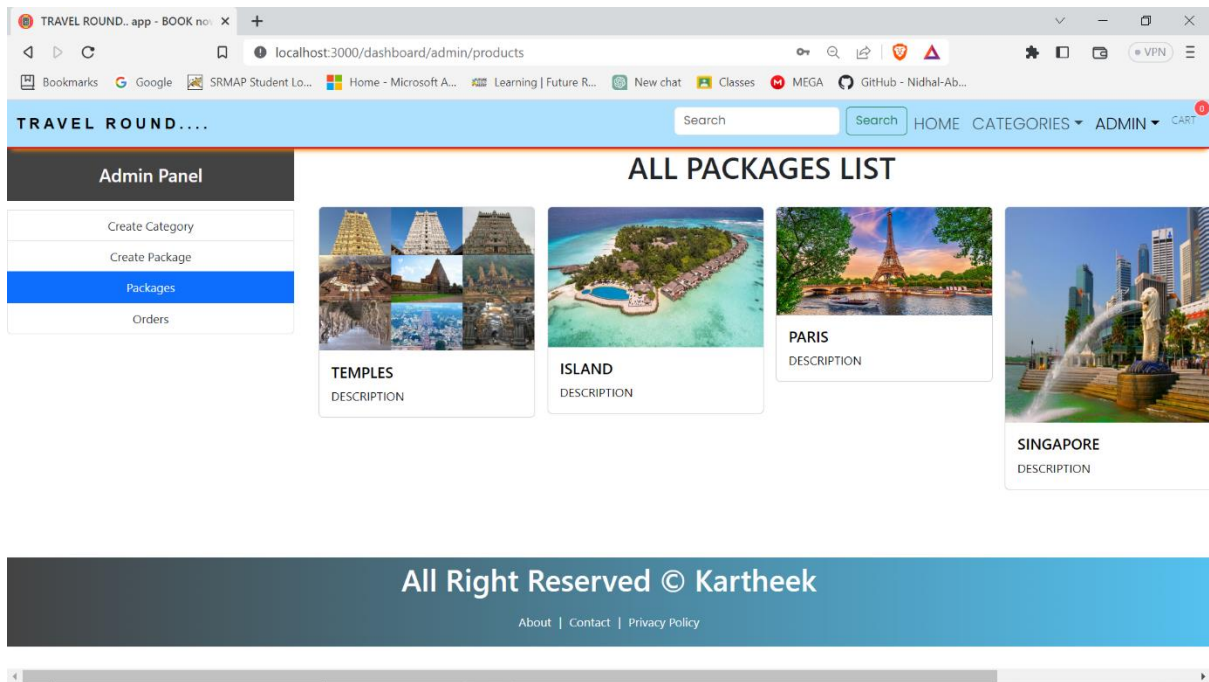 TRAVEL ROUND.. app - BOOK no
localhost:3000/dashboard/admin/products
VPN
Bookmarks Google SRMAP Student Lo... Home - Microsoft A... Learning | Future R... New chat Classes MEGA GitHub - Nidhal-Ab...
TRAVEL ROUND.... Search Search HOME CATEGORIES ADMIN CART 0
Admin Panel
ALL PACKAGES LIST
Create Category
Create Package
Packages
Orders
TEMPLES
DESCRIPTION
ISLAND
DESCRIPTION
PARIS
DESCRIPTION
SINGAPORE
DESCRIPTION
All Right Reserved © Kartheek
About | Contact | Privacy Policy